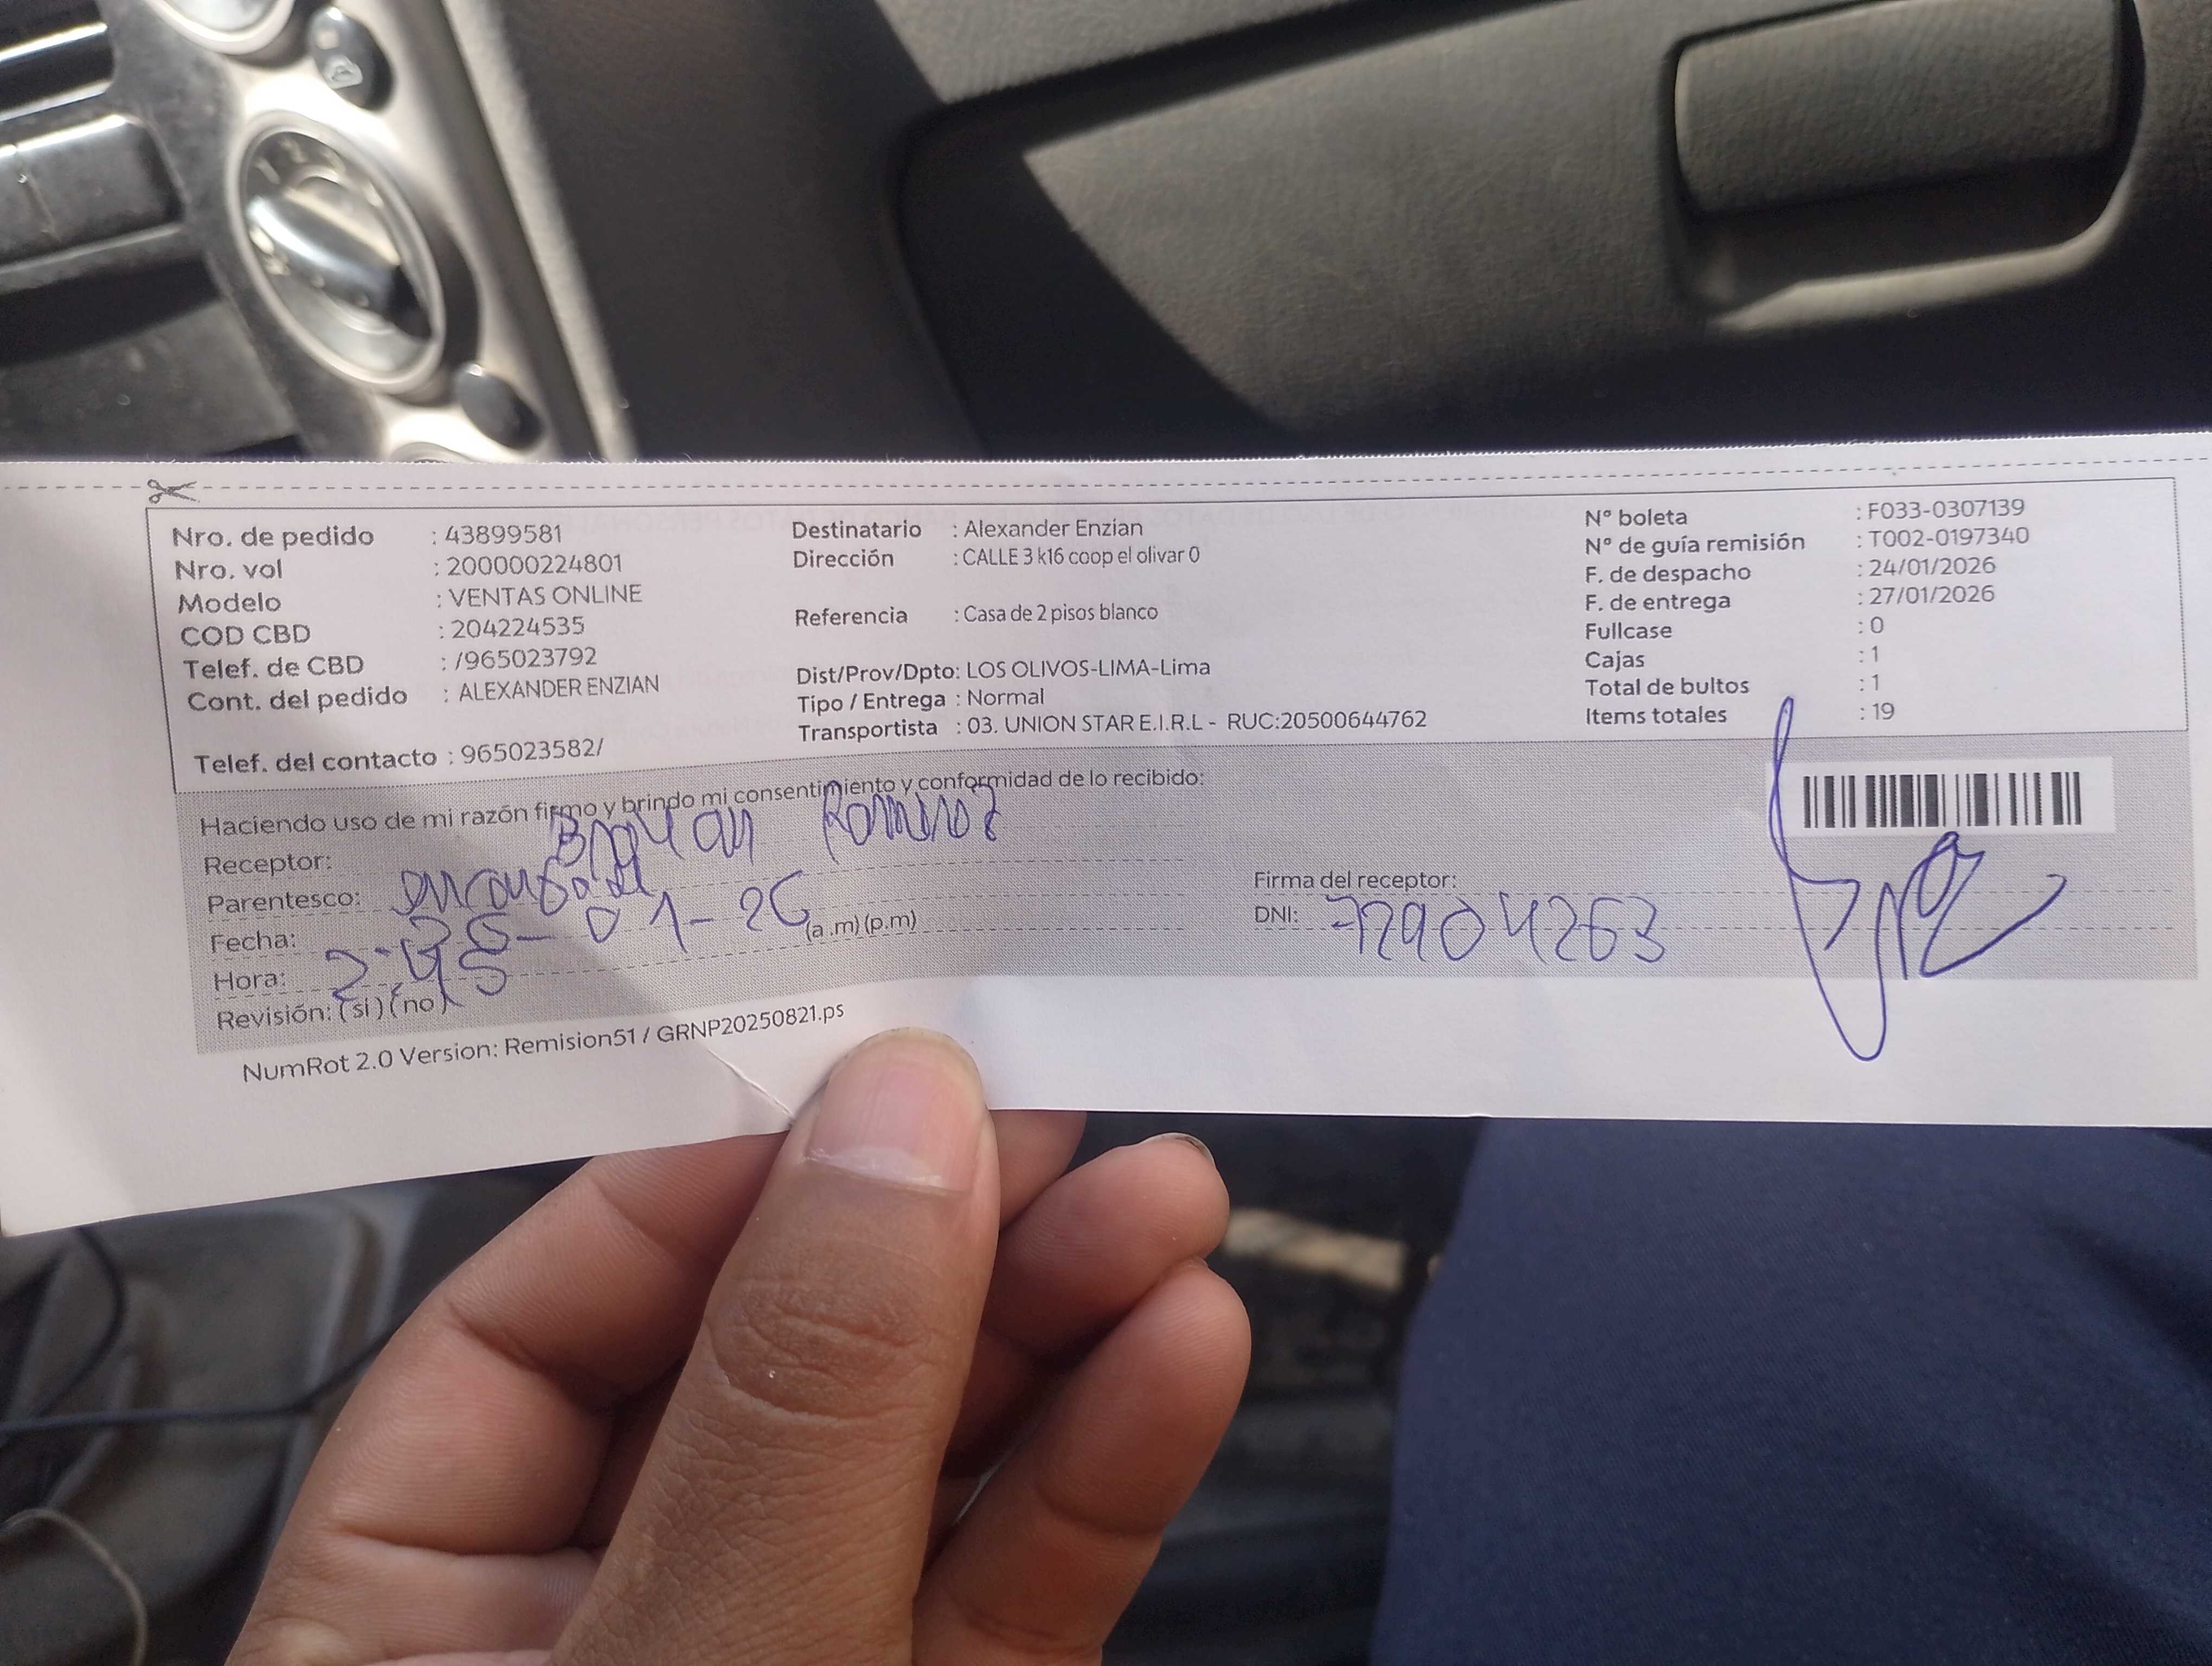 Nro. de pedido : 43899581
Nro. vol : 200000224801
Modelo : VENTAS ONLINE
COD CBD : 204224535
Telef. de CBD : /965023792
Cont. del pedido : ALEXANDER ENZIAN
Telef. del contacto : 965023582/
Destinatario : Alexander Enzian
Dirección : CALLE 3 k16 coop el olivar 0
Referencia : Casa de 2 pisos blanco
Dist/Prov/Dpto: LOS OLIVOS-LIMA-Lima
Tipo / Entrega : Normal
Transportista : 03. UNION STAR E.I.R.L - RUC:20500644762
N° boleta : F033-0307139
N° de guía remisión : T002-0197340
F. de despacho : 24/01/2026
F. de entrega : 27/01/2026
Fullcase : 0
Cajas : 1
Total de bultos : 1
Items totales : 19
Haciendo uso de mi razón firmo y brindo mi consentimiento y conformidad de lo recibido:
Receptor: Brayan Ramirez
Parentesco:
Fecha: 26-01-26
Hora: 2:45 (a .m) (p.m)
Revisión: (si) (no)
Firma del receptor:
DNI: 72904263
NumRot 2.0 Version: Remision51 / GRNP20250821.ps